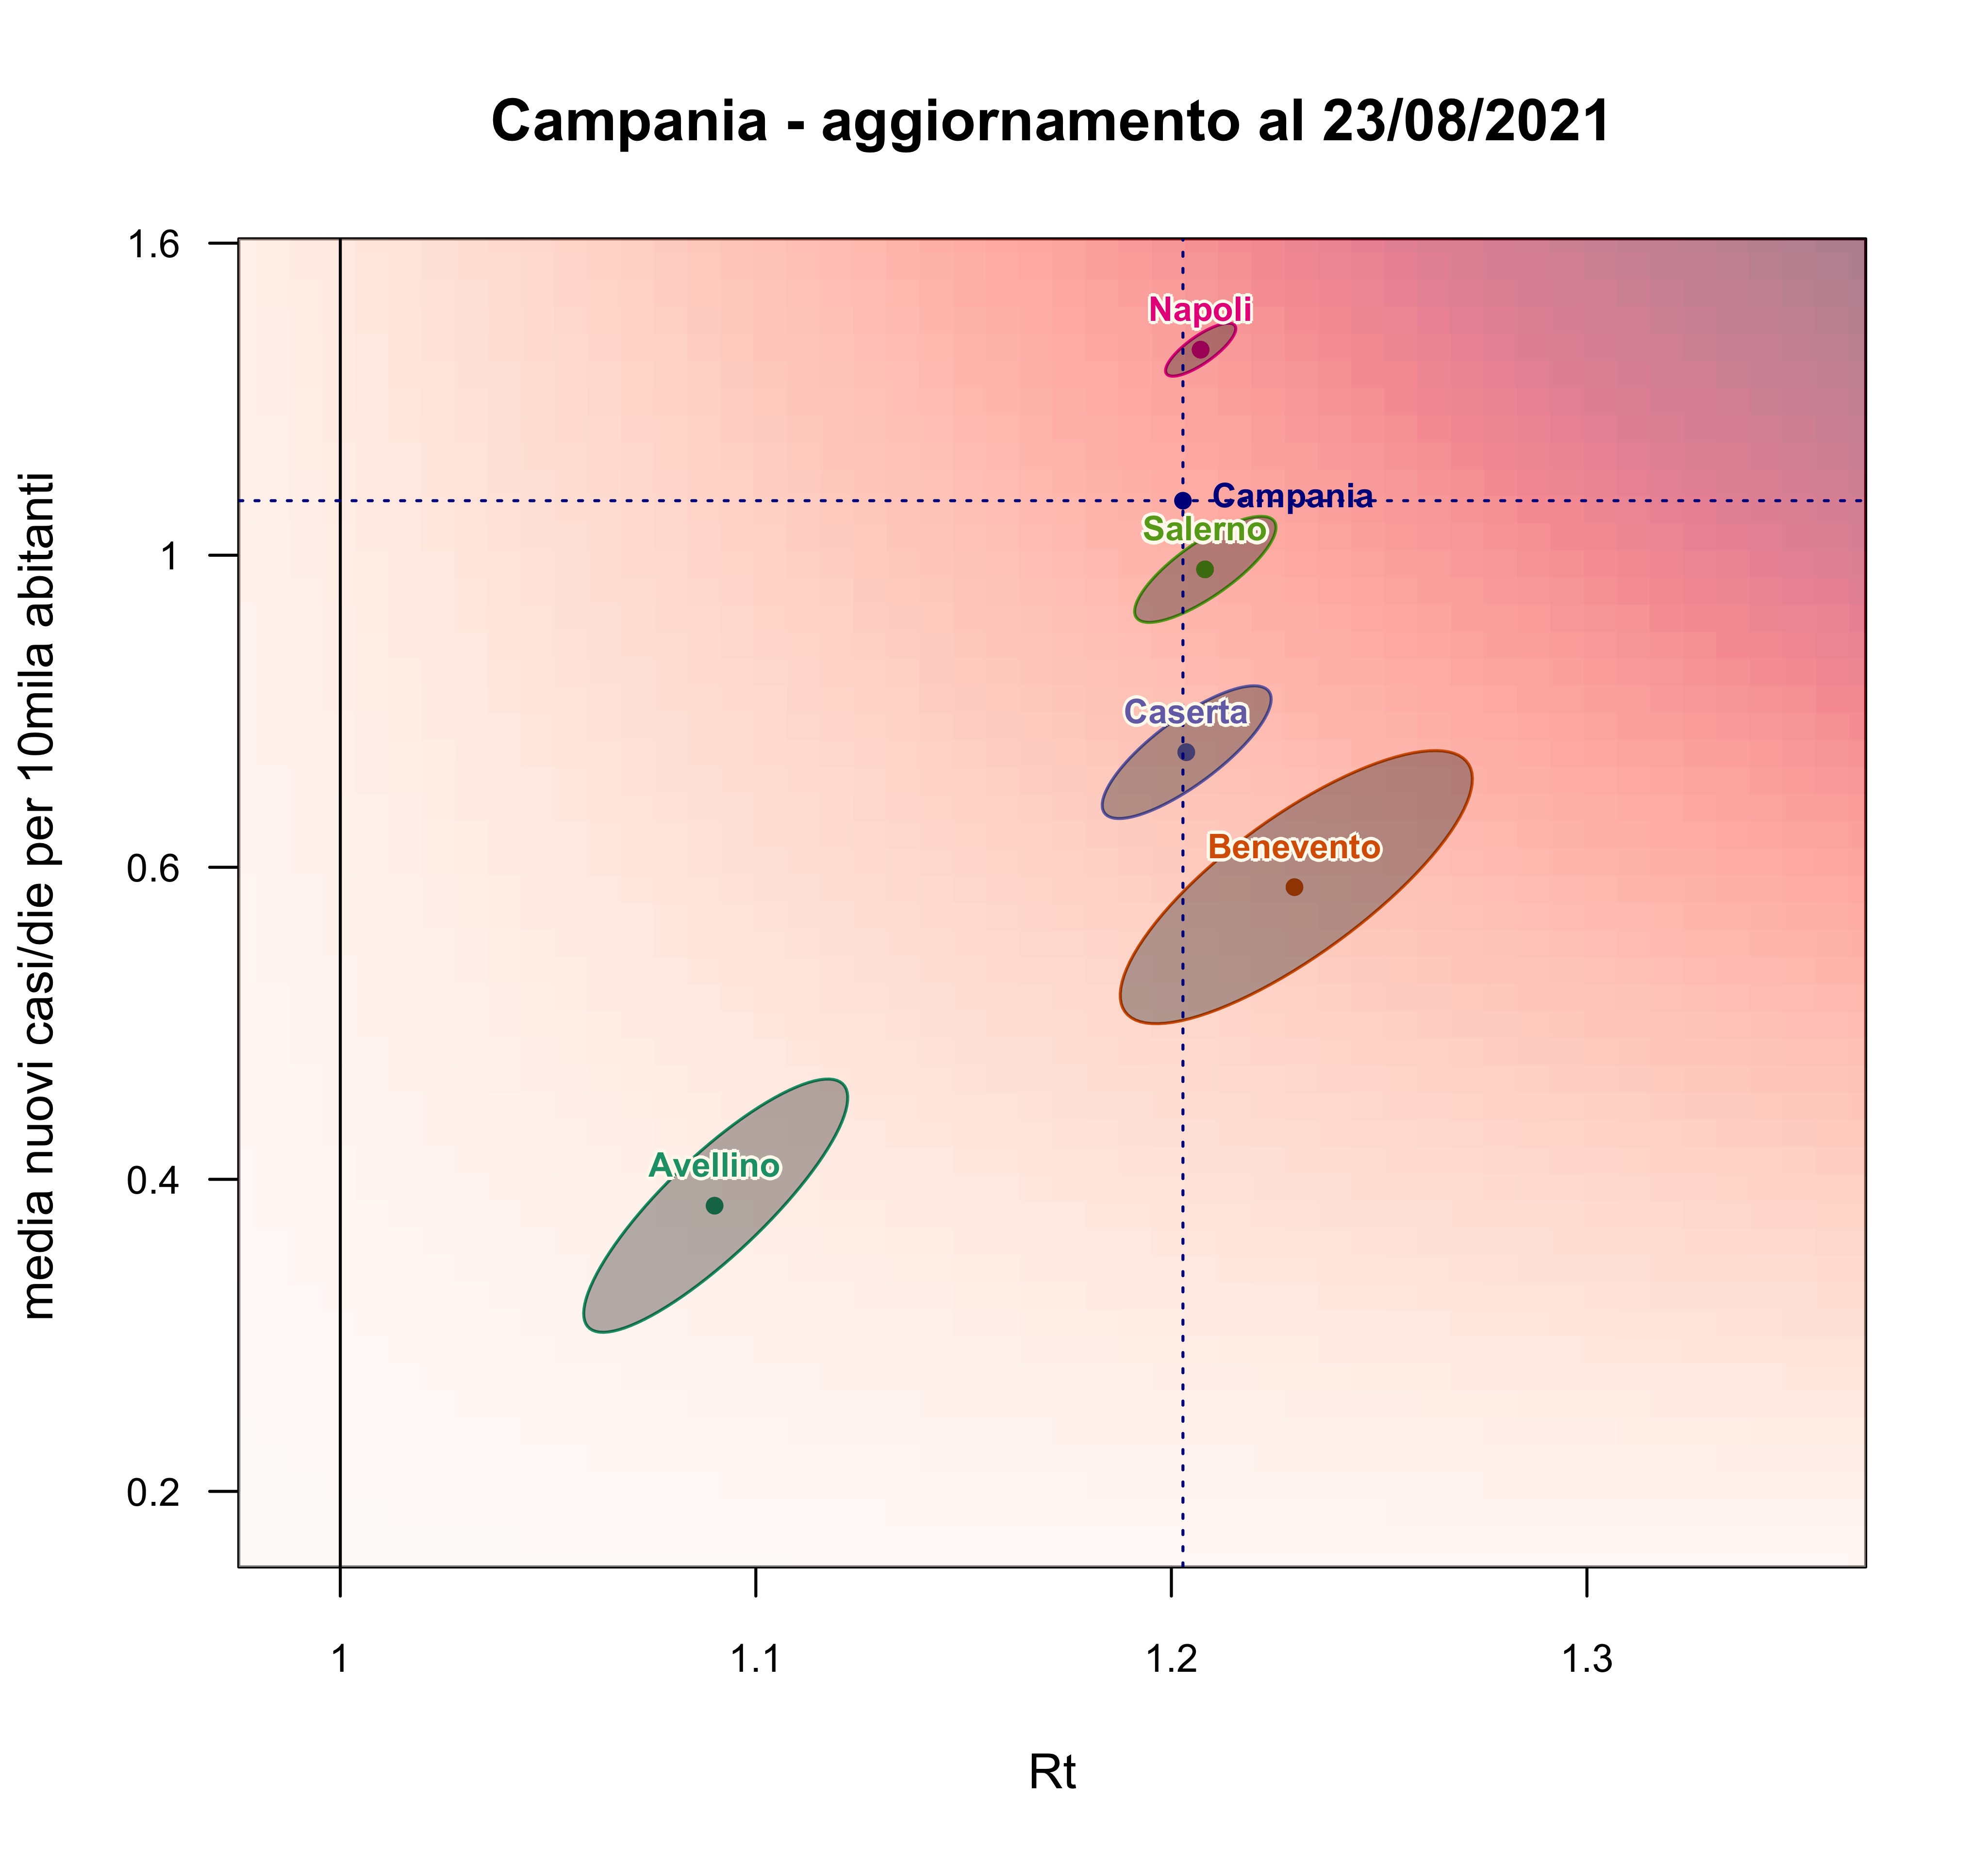 Campania - aggiornamento al 23/08/2021
media nuovi casi/die per 10mila abitanti
1.6
1
0.6
0.4
0.2
Napoli
Campania
Salerno
Caserta
Benevento
Avellino
1 1.1 1.2 1.3
Rt